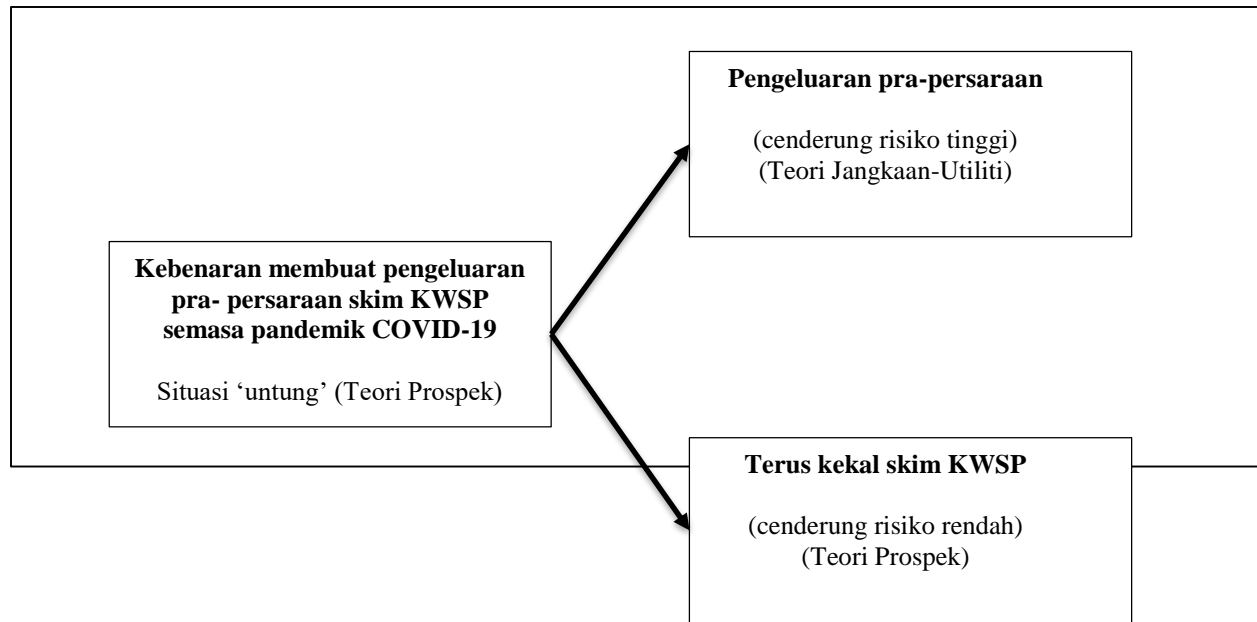 Pengeluaran pra-persaraan
(cenderung risiko tinggi)
(Teori Jangkaan-Utiliti)
Kebenaran membuat pengeluaran
pra- persaraan skim KWSP
semasa pandemik COVID-19
Situasi ‘untung’ (Teori Prospek)
Terus kekal skim KWSP
(cenderung risiko rendah)
(Teori Prospek)